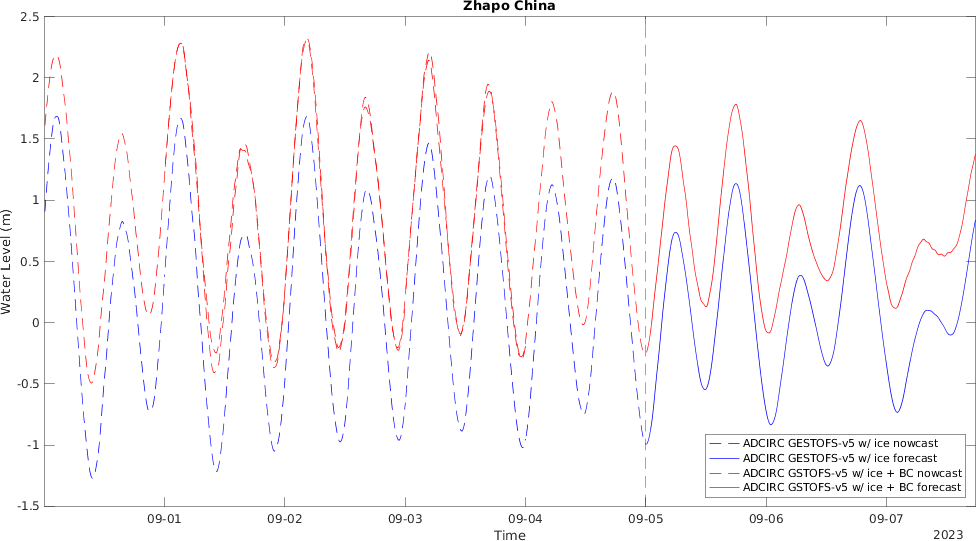 Zhapo China
2.5
2
1.5
1
0.5
0
-0.5
-1
-1.5
Water Level (m)
09-01
09-02
09-03
09-04
09-05
09-06
09-07
Time
2023
ADCIRC GESTOFS-v5 w/ ice nowcast
ADCIRC GESTOFS-v5 w/ ice forecast
ADCIRC GSTOFS-v5 w/ ice + BC nowcast
ADCIRC GSTOFS-v5 w/ ice + BC forecast